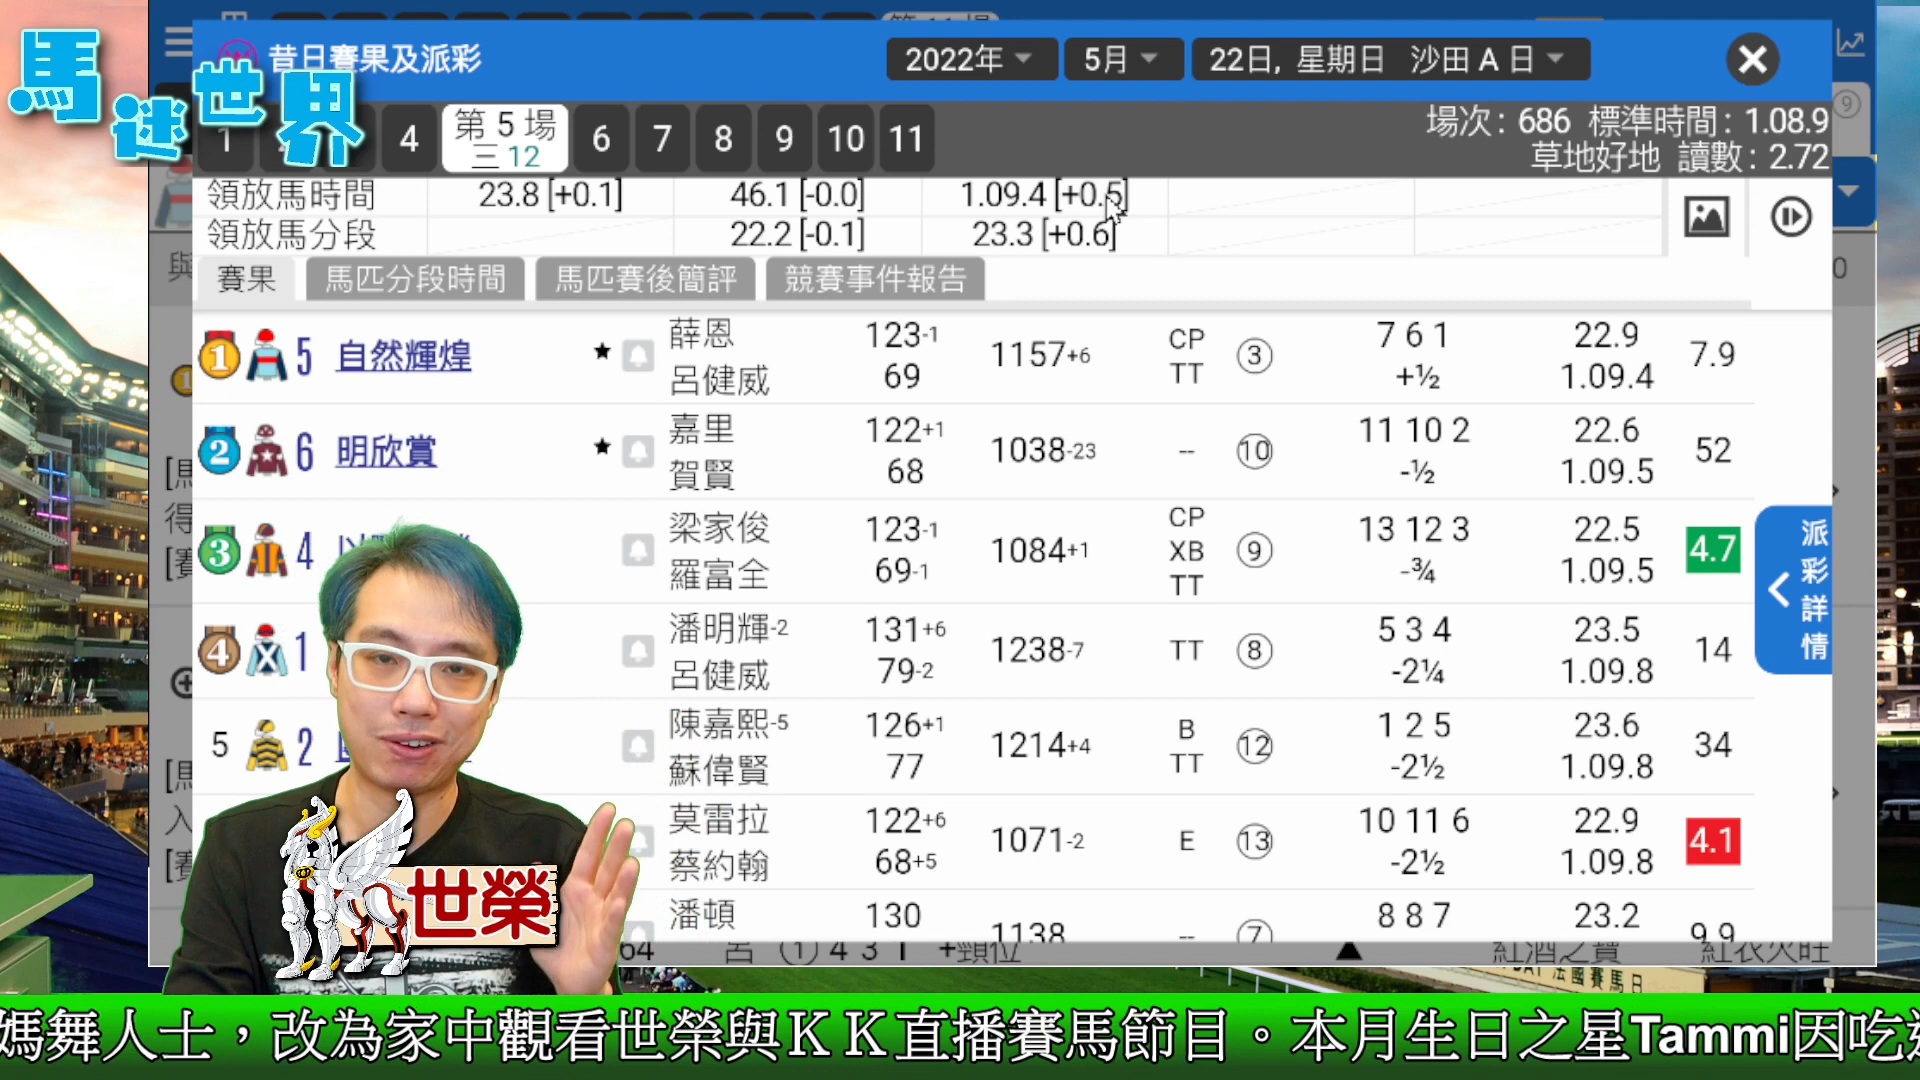 馬迷世界
昔日賽果及派彩
2022年 5月 22日, 星期日 沙田 A 日
1 4 第 5 場 6 7 8 9 10 11
三 12
場次: 686 標準時間: 1.08.9
草地好地 讀數: 2.72
領放馬時間 23.8 [+0.1] 46.1 [-0.0] 1.09.4 [+0.5]
領放馬分段 22.2 [-0.1] 23.3 [+0.6]
賽果 馬匹分段時間 馬匹賽後簡評 競賽事件報告
1 5 自然輝煌 ★ 薛恩 123-1 1157+6 CP ③ 7 6 1 22.9 7.9
呂健威 69 TT +½ 1.09.4
2 6 明欣賞 ★ 嘉里 122+1 1038-23 -- ⑩ 11 10 2 22.6 52
賀賢 68 -½ 1.09.5
3 4 梁家俊 123-1 1084+1 CP ⑨ 13 12 3 22.5 4.7
羅富全 69-1 XB -¾ 1.09.5
TT
4 1 潘明輝-2 131+6 1238-7 TT ⑧ 5 3 4 23.5 14
呂健威 79-2 -2¼ 1.09.8
5 2 陳嘉熙-5 126+1 1214+4 B ⑫ 1 2 5 23.6 34
蘇偉賢 77 TT -2½ 1.09.8
莫雷拉 122+6 1071-2 E ⑬ 10 11 6 22.9 4.1
蔡約翰 68+5 -2½ 1.09.8
潘頓 130 1138 -- ⑦ 8 8 7 23.2 9.9
派彩詳情
世榮
媽舞人士，改為家中觀看世榮與ＫＫ直播賽馬節目。本月生日之星Tammi因吃